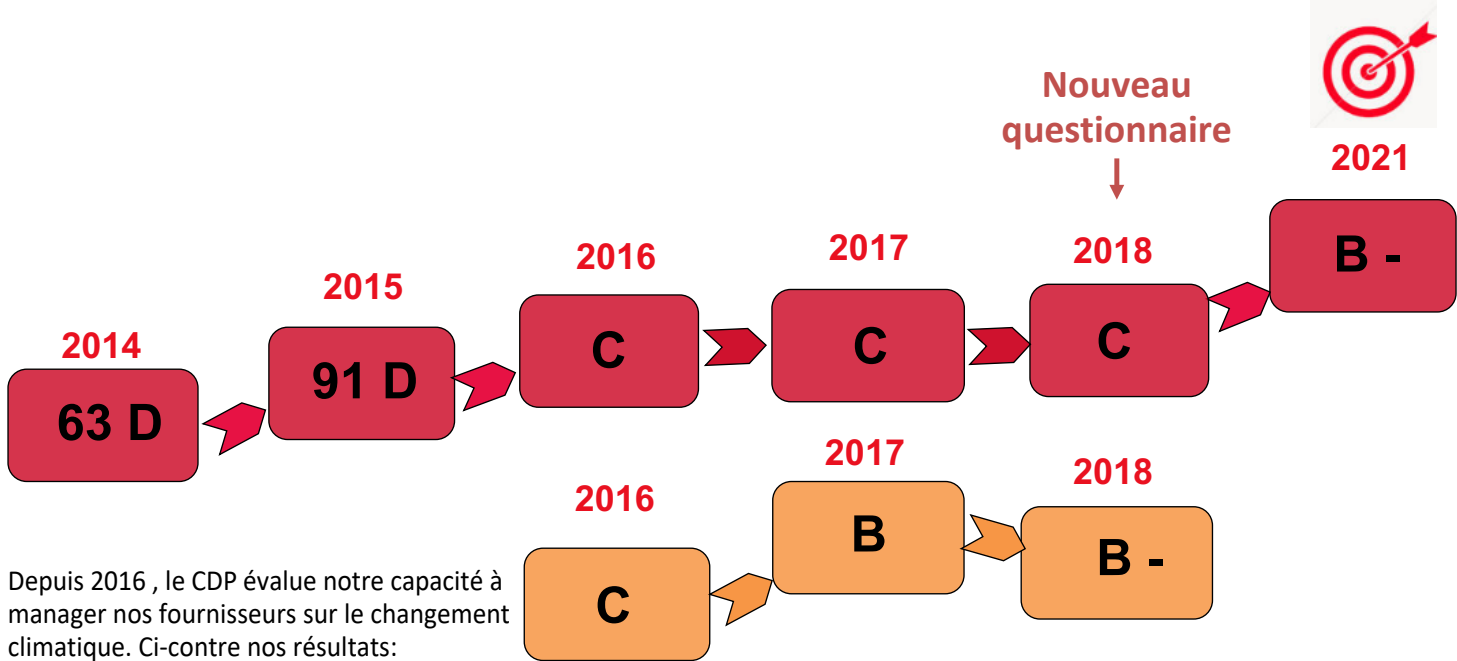 Nouveau
questionnaire
2021
B -
2018
C
2017
C
2016
C
2015
91 D
2014
63 D
2016
C
2017
B
2018
B -
Depuis 2016 , le CDP évalue notre capacité à
manager nos fournisseurs sur le changement
climatique. Ci-contre nos résultats: